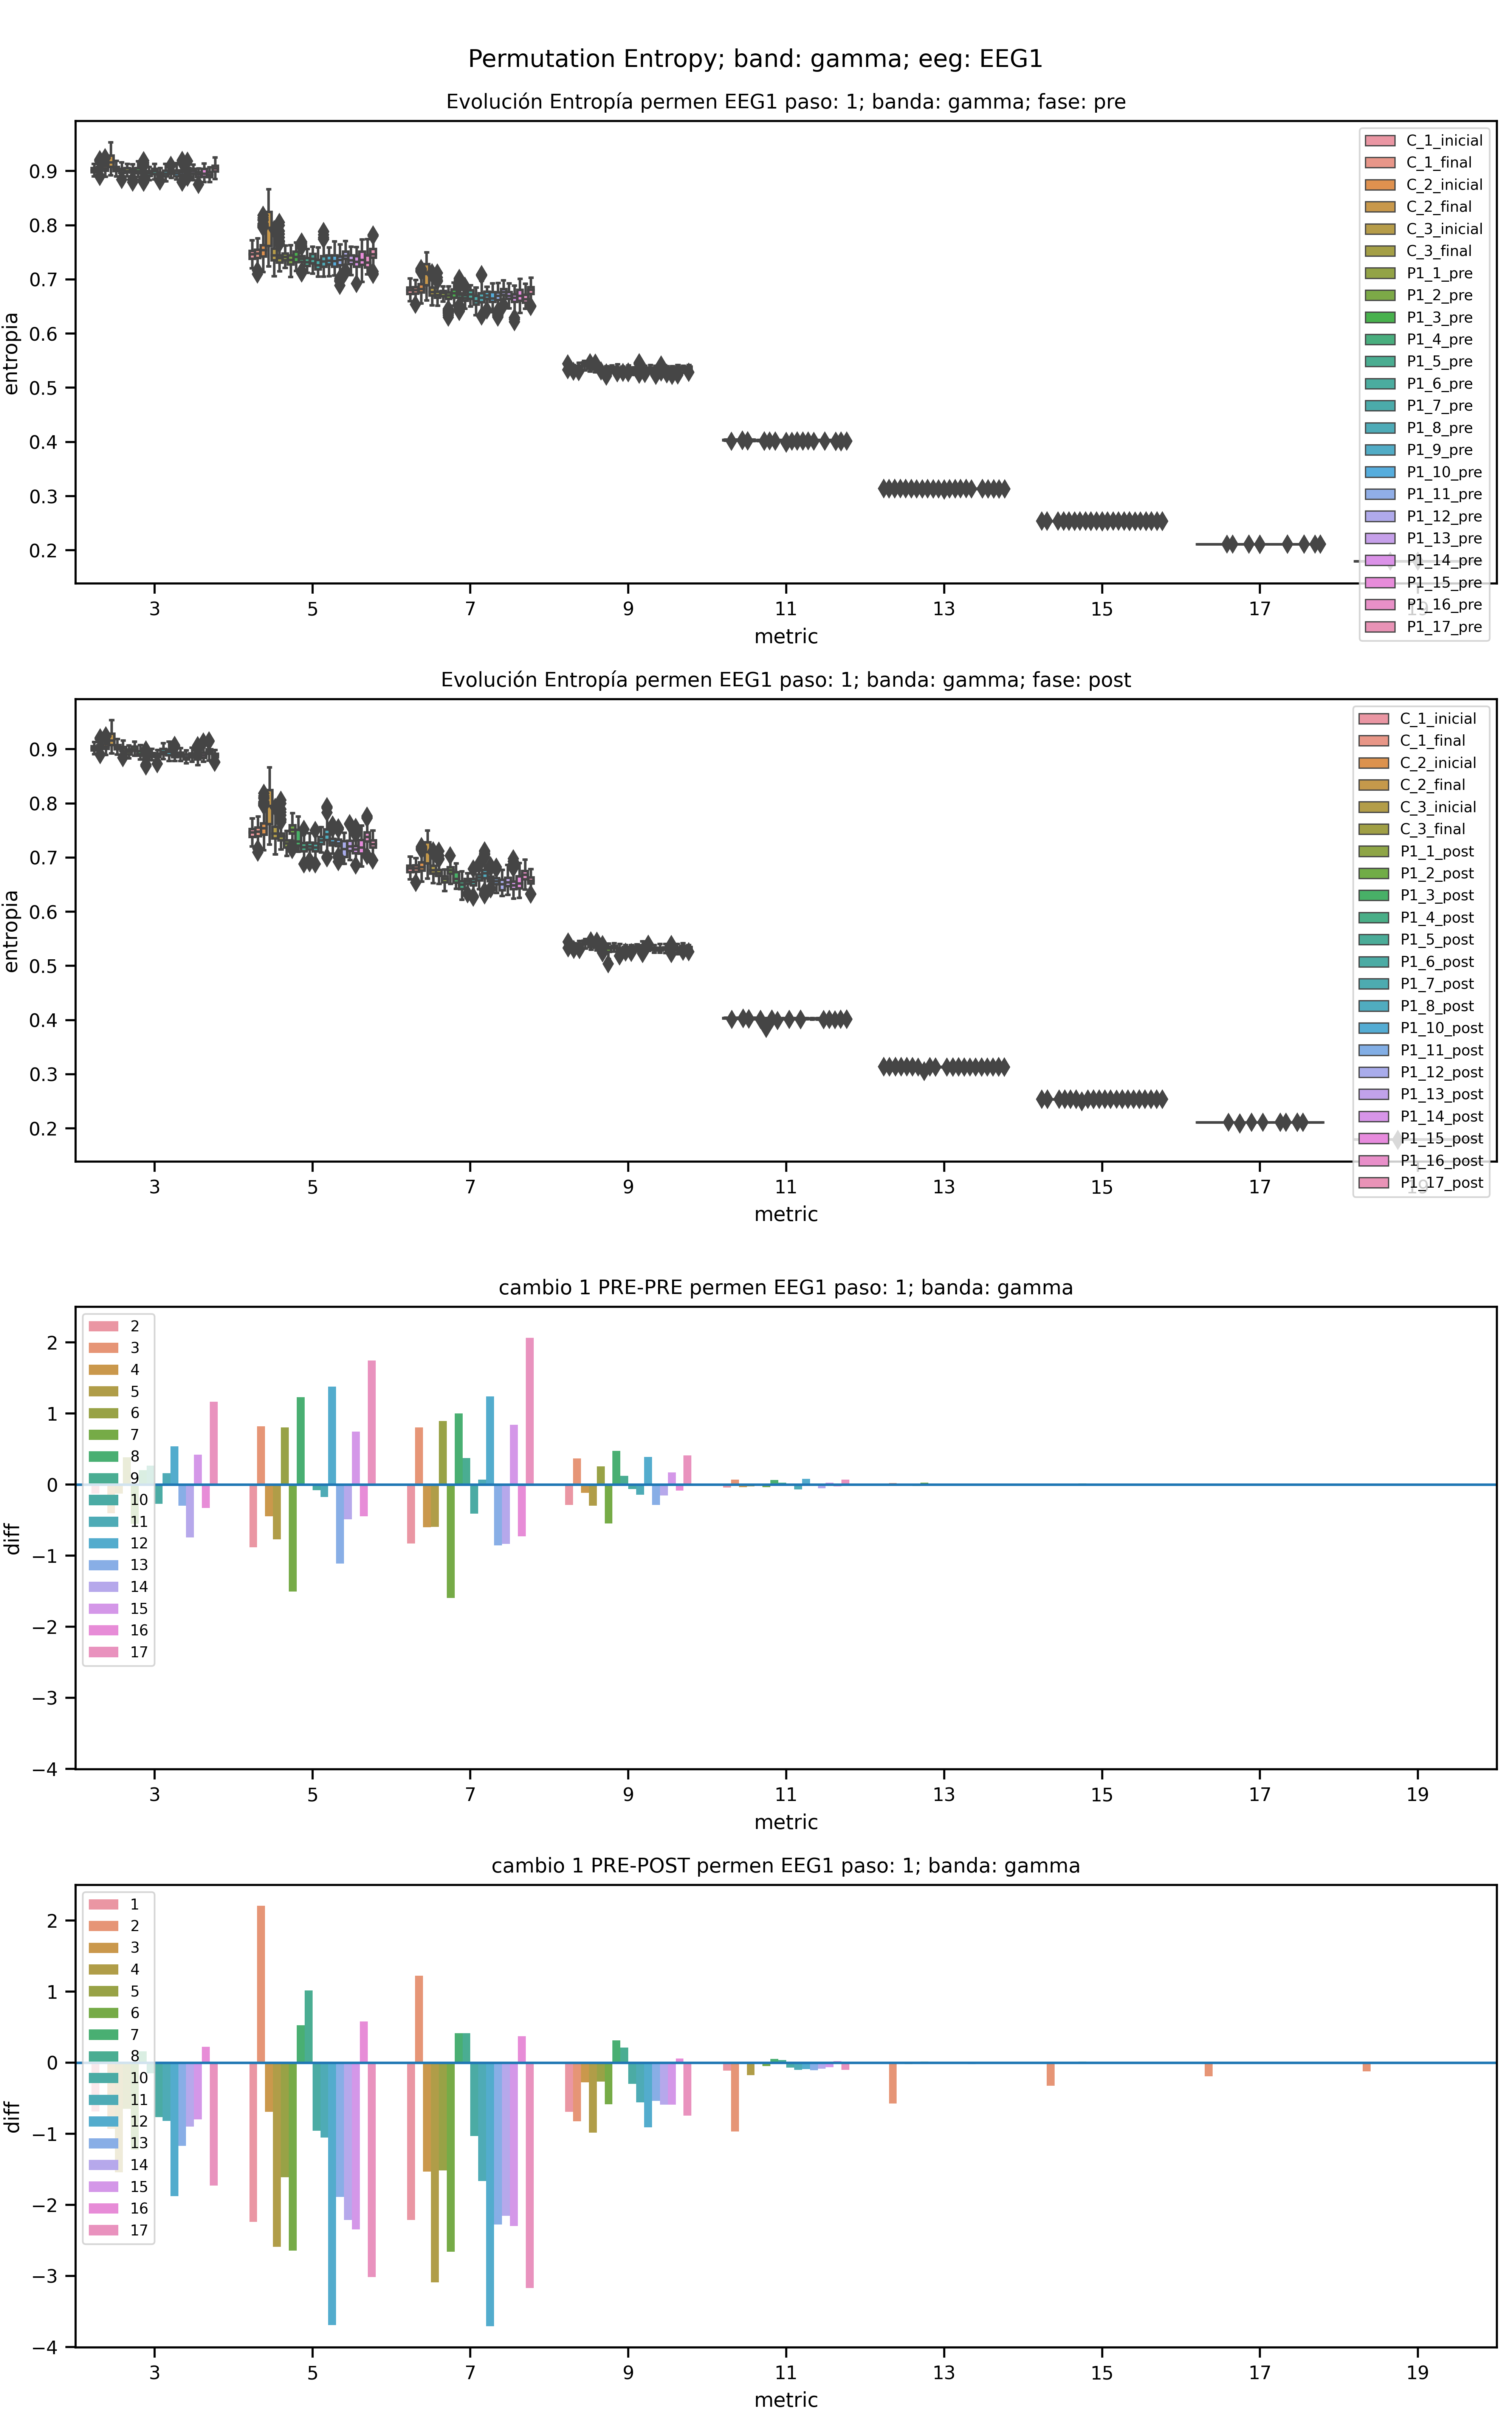 Permutation Entropy; band: gamma; eeg: EEG1
Evolución Entropía permen EEG1 paso: 1; banda: gamma; fase: pre
entropia
0.9
0.8
0.7
0.6
0.5
0.4
0.3
0.2
C_1_inicial
C_1_final
C_2_inicial
C_2_final
C_3_inicial
C_3_final
P1_1_pre
P1_2_pre
P1_3_pre
P1_4_pre
P1_5_pre
P1_6_pre
P1_7_pre
P1_8_pre
P1_9_pre
P1_10_pre
P1_11_pre
P1_12_pre
P1_13_pre
P1_14_pre
P1_15_pre
P1_16_pre
P1_17_pre
3 5 7 9 11 13 15 17 19
metric
Evolución Entropía permen EEG1 paso: 1; banda: gamma; fase: post
entropia
0.9
0.8
0.7
0.6
0.5
0.4
0.3
0.2
C_1_inicial
C_1_final
C_2_inicial
C_2_final
C_3_inicial
C_3_final
P1_1_post
P1_2_post
P1_3_post
P1_4_post
P1_5_post
P1_6_post
P1_7_post
P1_8_post
P1_10_post
P1_11_post
P1_12_post
P1_13_post
P1_14_post
P1_15_post
P1_16_post
P1_17_post
3 5 7 9 11 13 15 17 19
metric
cambio 1 PRE-PRE permen EEG1 paso: 1; banda: gamma
diff
2
1
0
−1
−2
−3
−4
2
3
4
5
6
7
8
9
10
11
12
13
14
15
16
17
3 5 7 9 11 13 15 17 19
metric
cambio 1 PRE-POST permen EEG1 paso: 1; banda: gamma
diff
2
1
0
−1
−2
−3
−4
1
2
3
4
5
6
7
8
10
11
12
13
14
15
16
17
3 5 7 9 11 13 15 17 19
metric